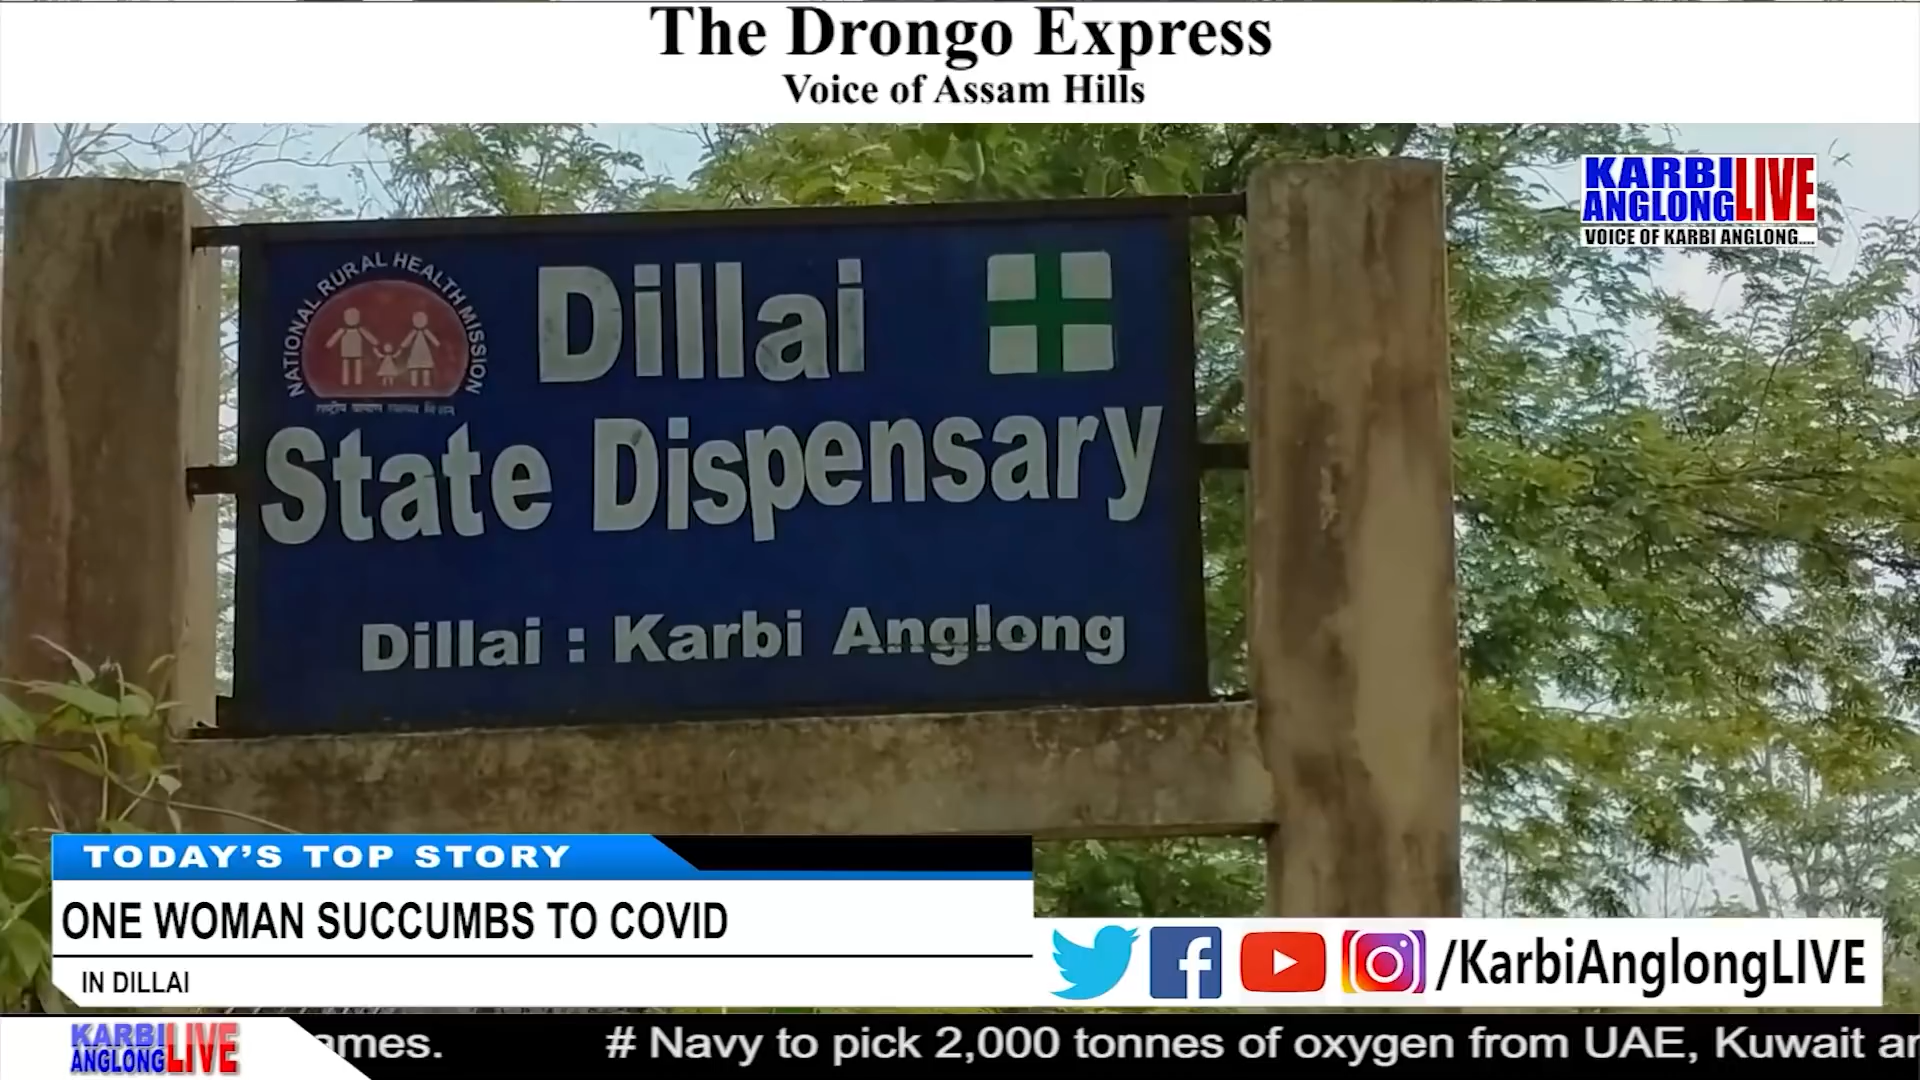 The Drongo Express
Voice of Assam Hills
KARBI ANGLONG LIVE
VOICE OF KARBI ANGLONG....
NATIONAL RURAL HEALTH MISSION
Dillai
State Dispensary
Dillai : Karbi Anglong
TODAY'S TOP STORY
ONE WOMAN SUCCUMBS TO COVID
IN DILLAI
/KarbiAnglongLIVE
KARBI ANGLONG LIVE
ames. # Navy to pick 2,000 tonnes of oxygen from UAE, Kuwait ar